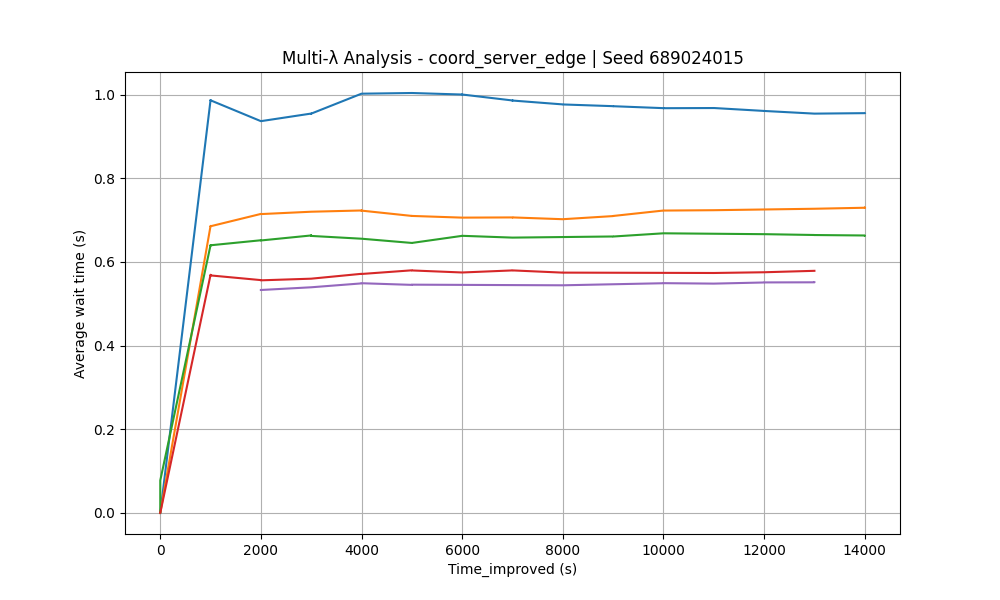 Multi-λ Analysis - coord_server_edge | Seed 689024015
1.0
0.8
0.6
0.4
0.2
0.0
Average wait time (s)
0 2000 4000 6000 8000 10000 12000 14000
Time_improved (s)